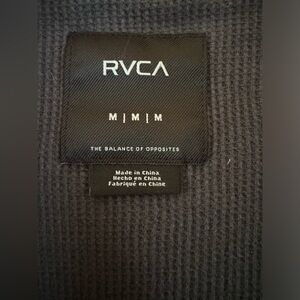 RVCA
M | M | M
THE BALANCE OF OPPOSITES
Made in China
Hecho en China
Fabriqué en Chine